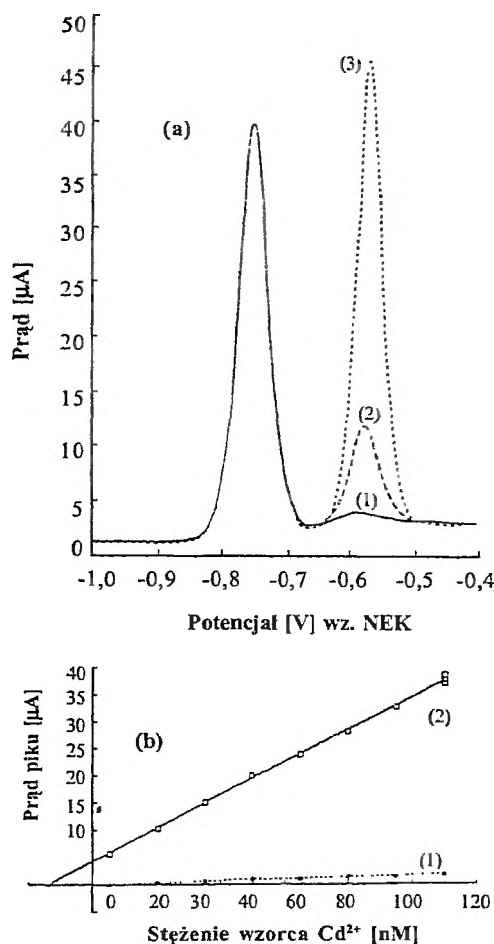 50
45
40
35
30
25
20
15
10
5
0
Prąd [µA]
(a)
(3)
(2)
(1)
-1,0 -0,9 -0,8 -0,7 -0,6 -0,5 -0,4
Potencjał [V] wz. NEK
40
35
30
25
20
15
10
Prąd piku [µA]
(b)
(2)
(1)
0 20 30 40 60 80 100 120
Stężenie wzorca Cd²⁺ [nM]